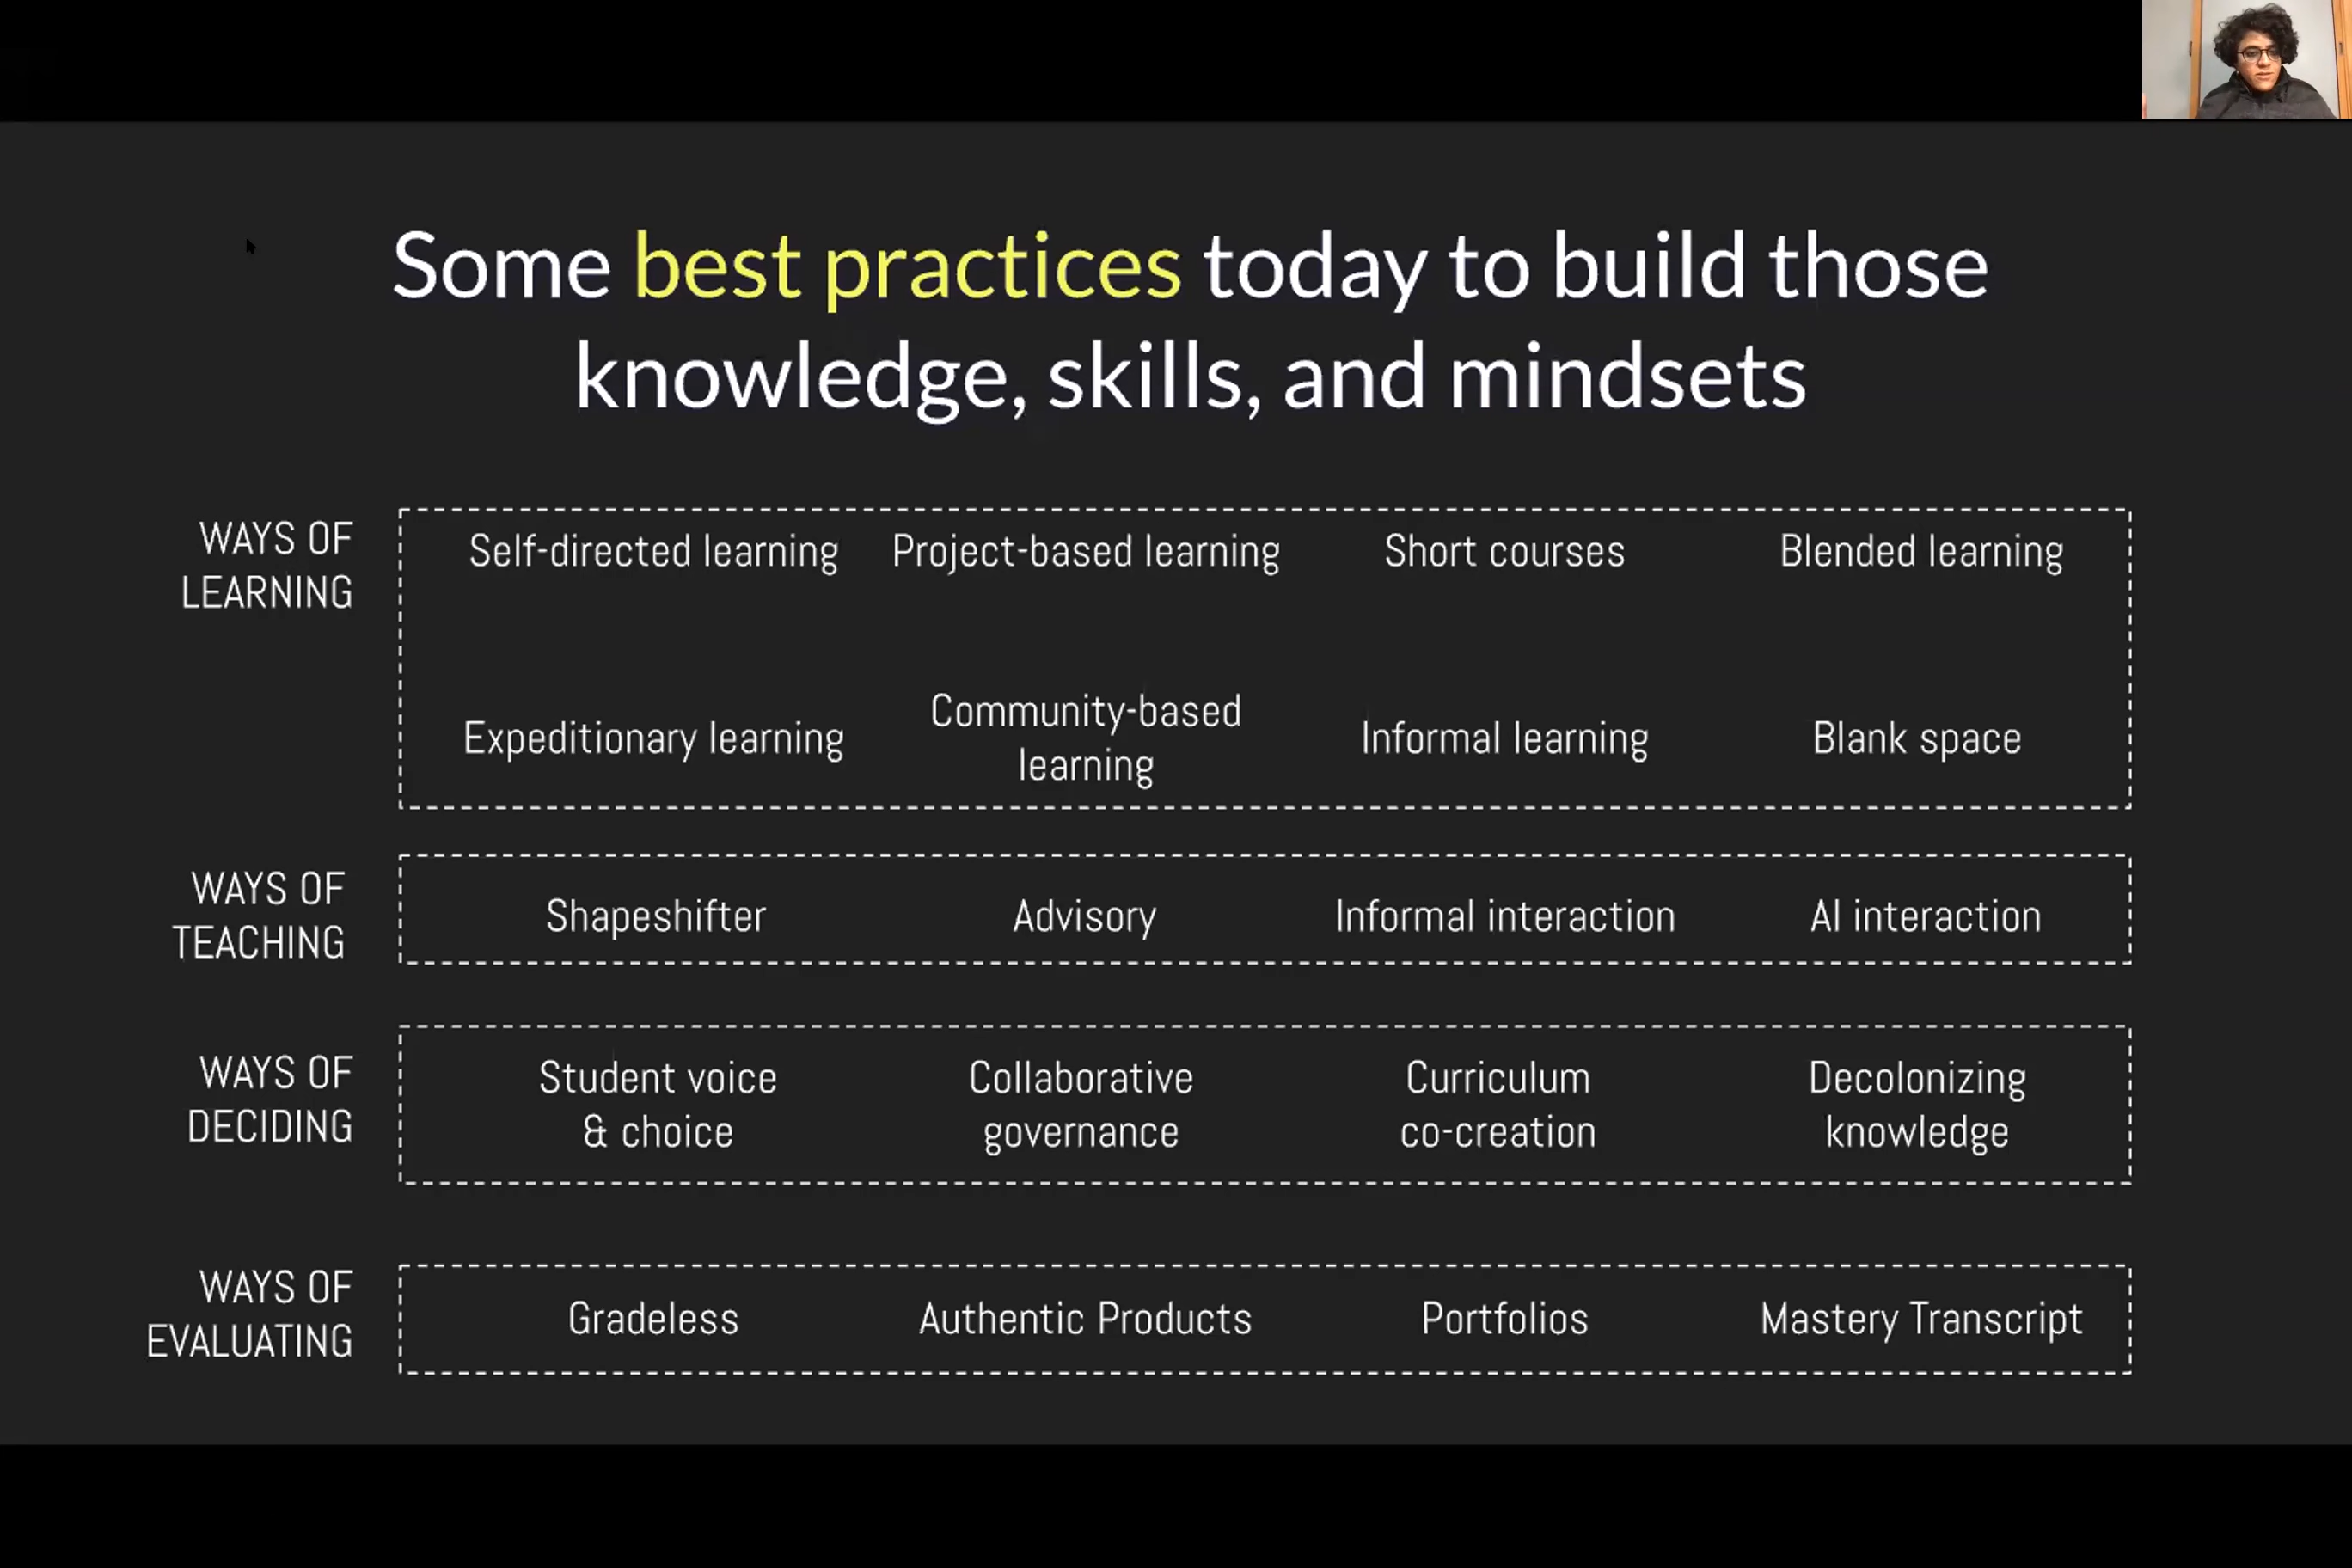 Some best practices today to build those
knowledge, skills, and mindsets
WAYS OF
LEARNING
Self-directed learning
Project-based learning
Short courses
Blended learning
Expeditionary learning
Community-based
learning
Informal learning
Blank space
WAYS OF
TEACHING
Shapeshifter
Advisory
Informal interaction
AI interaction
WAYS OF
DECIDING
Student voice
& choice
Collaborative
governance
Curriculum
co-creation
Decolonizing
knowledge
WAYS OF
EVALUATING
Gradeless
Authentic Products
Portfolios
Mastery Transcript